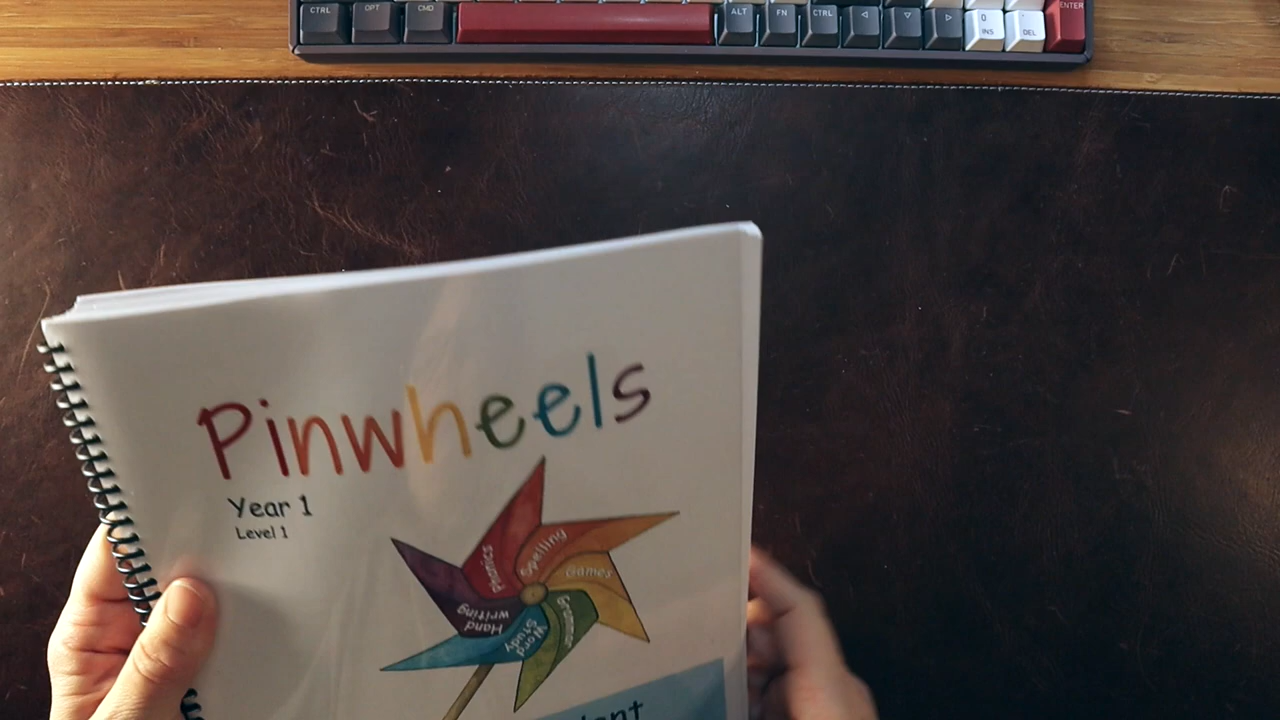 CTRL OPT CMD ALT FN CTRL 0 INS . DEL ENTER
Pinwheels
Year 1
Level 1
Phonics
Spelling
Games
Grammar
Word Study
Hand writing